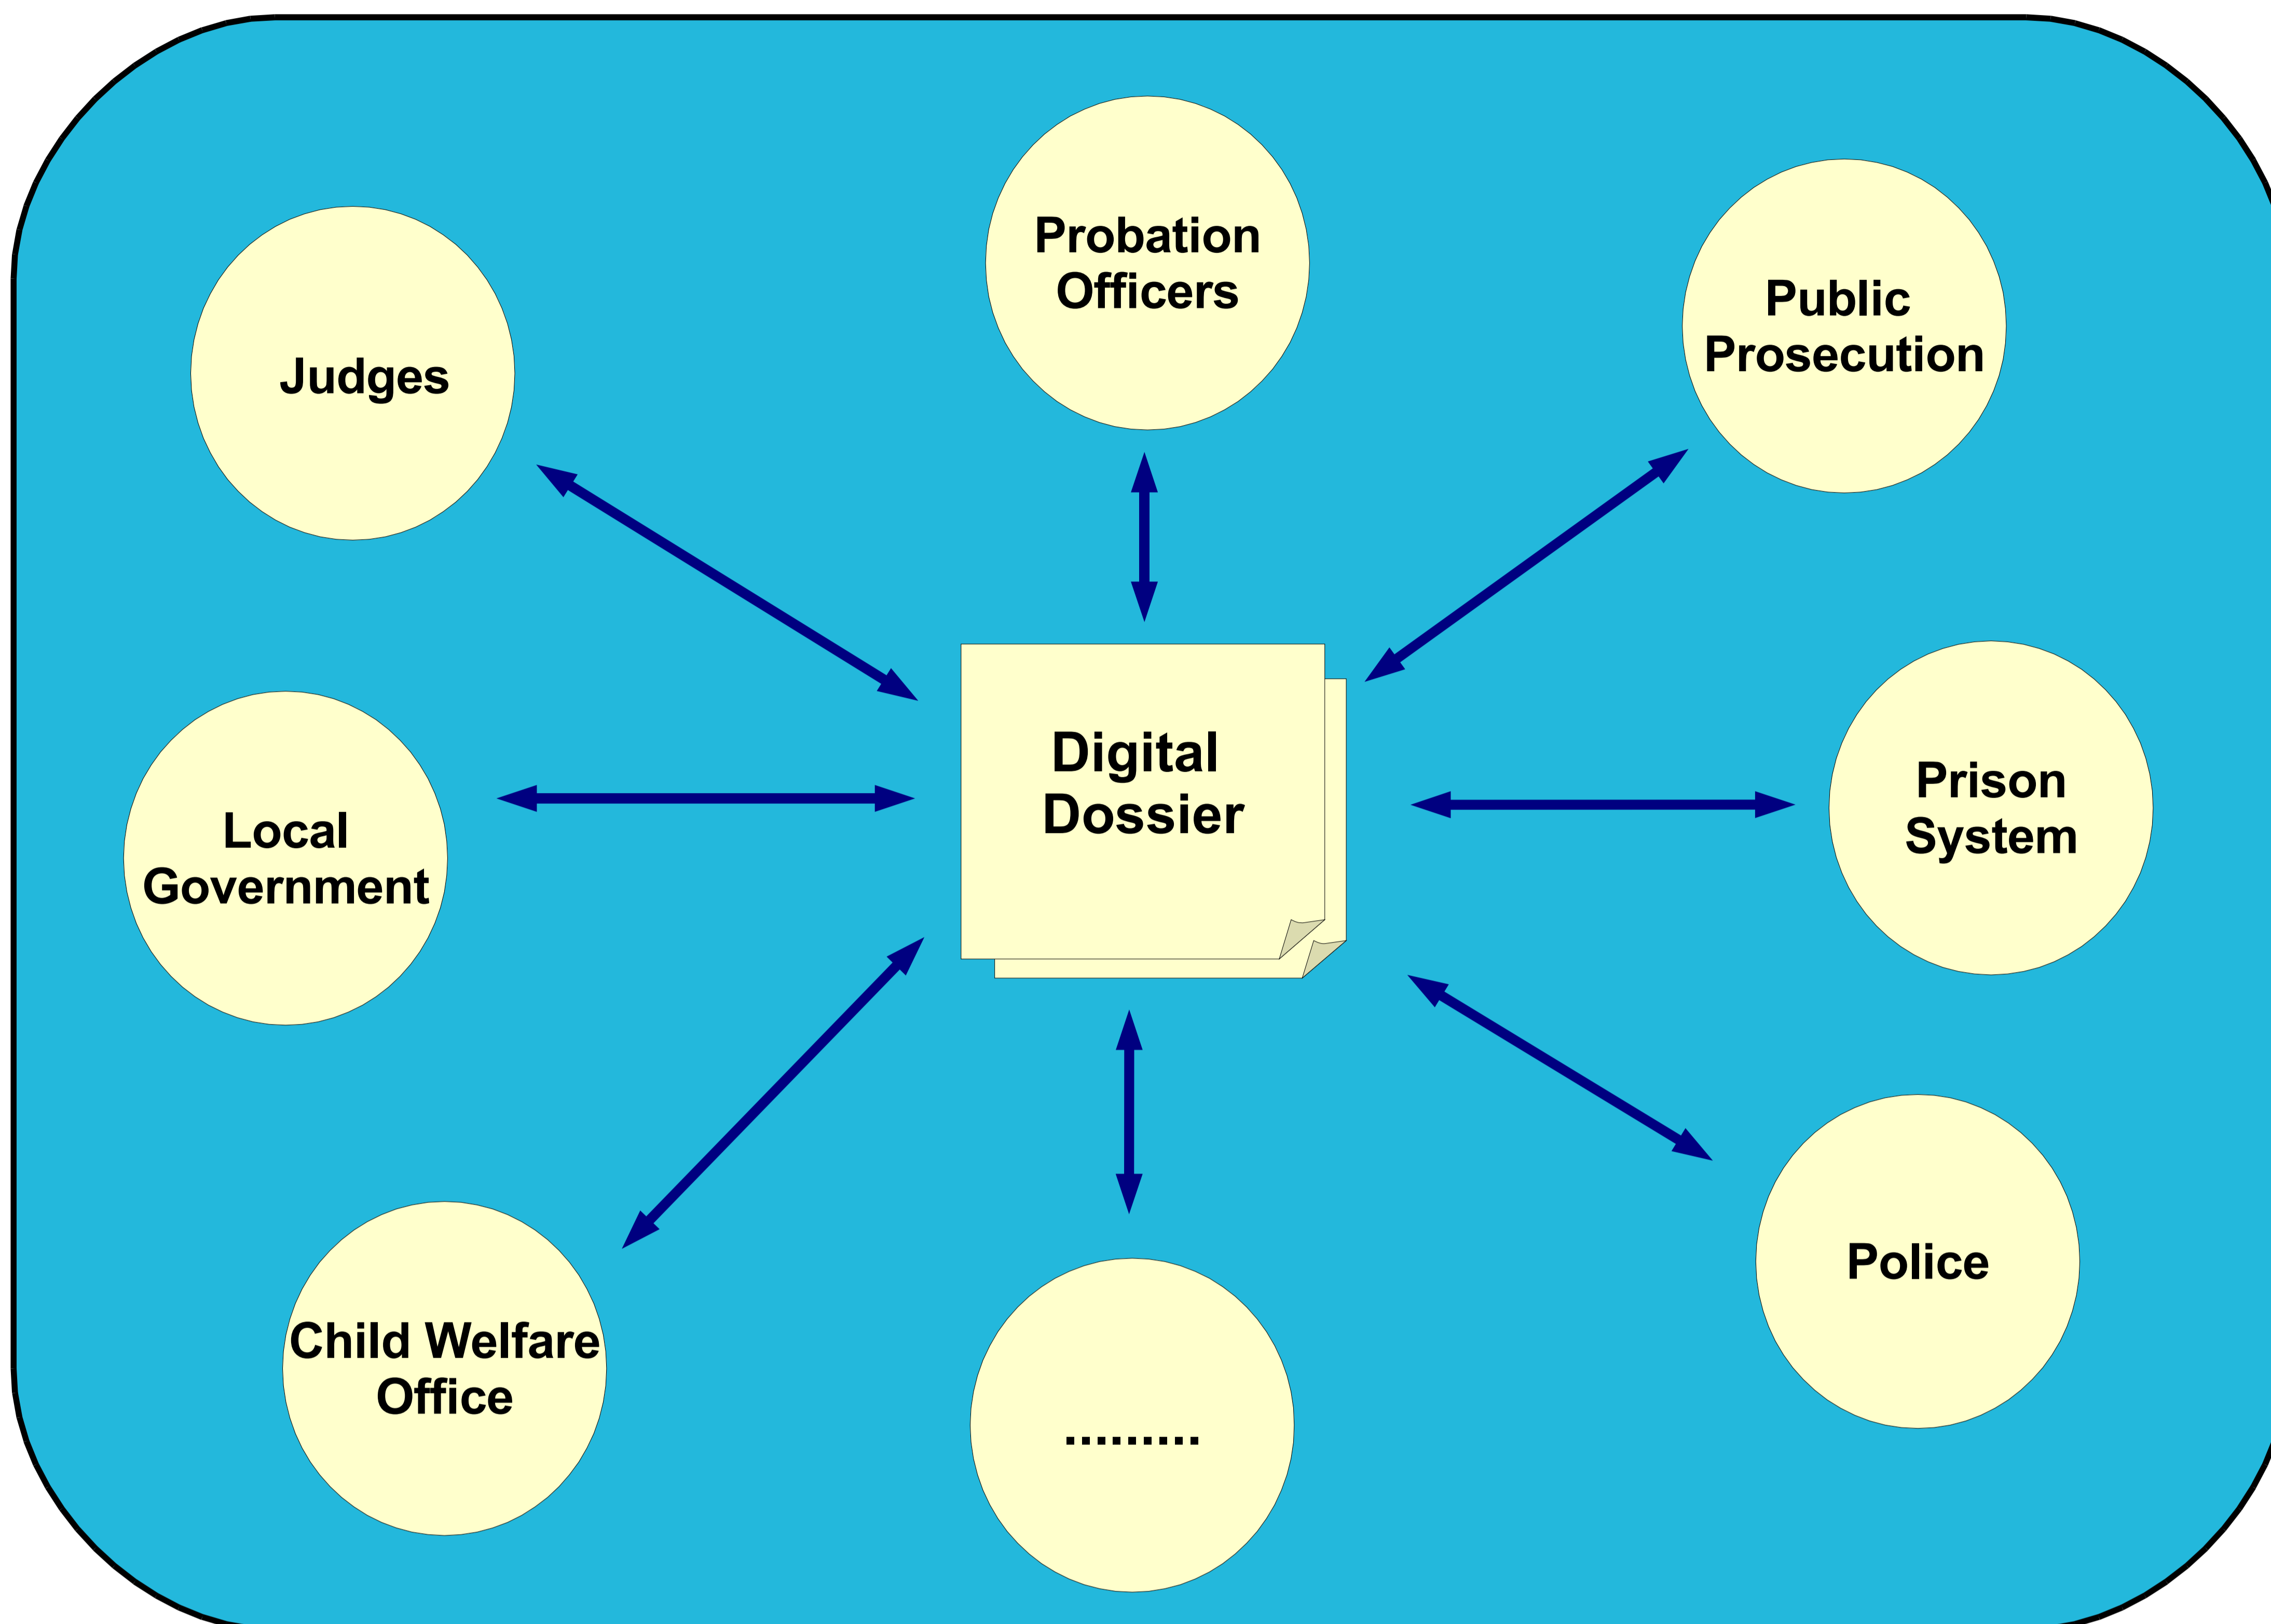 Probation
Officers
Public
Prosecution
Judges
Digital
Dossier
Prison
System
Local
Government
Police
Child Welfare
Office
.........